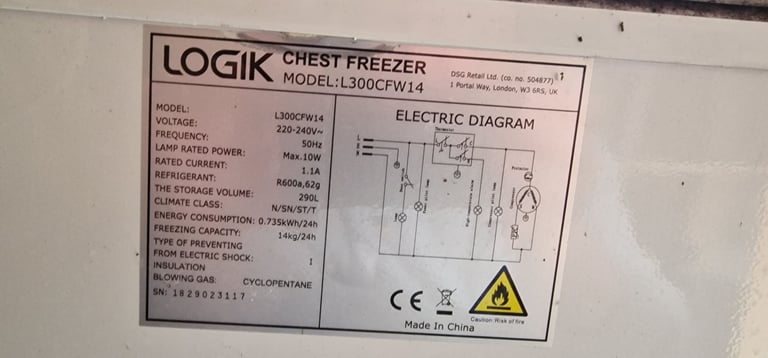 LOGIK CHEST FREEZER
MODEL:L300CFW14
DSG Retail Ltd. (co. no. 504877) 1
1 Portal Way, London, W3 6RS, UK
MODEL: L300CFW14
VOLTAGE: 220-240V~
FREQUENCY: 50Hz
LAMP RATED POWER: Max.10W
RATED CURRENT: 1.1A
REFRIGERANT: R600a,62g
THE STORAGE VOLUME: 290L
CLIMATE CLASS: N/SN/ST/T
ENERGY CONSUMPTION: 0.735kWh/24h
FREEZING CAPACITY: 14kg/24h
TYPE OF PREVENTING
FROM ELECTRIC SHOCK: I
INSULATION
BLOWING GAS: CYCLOPENTANE
SN: 1829023117
ELECTRIC DIAGRAM
Thermostat
L
E
N
Protector
Compressor
CE
Caution: Risk of fire
Made In China